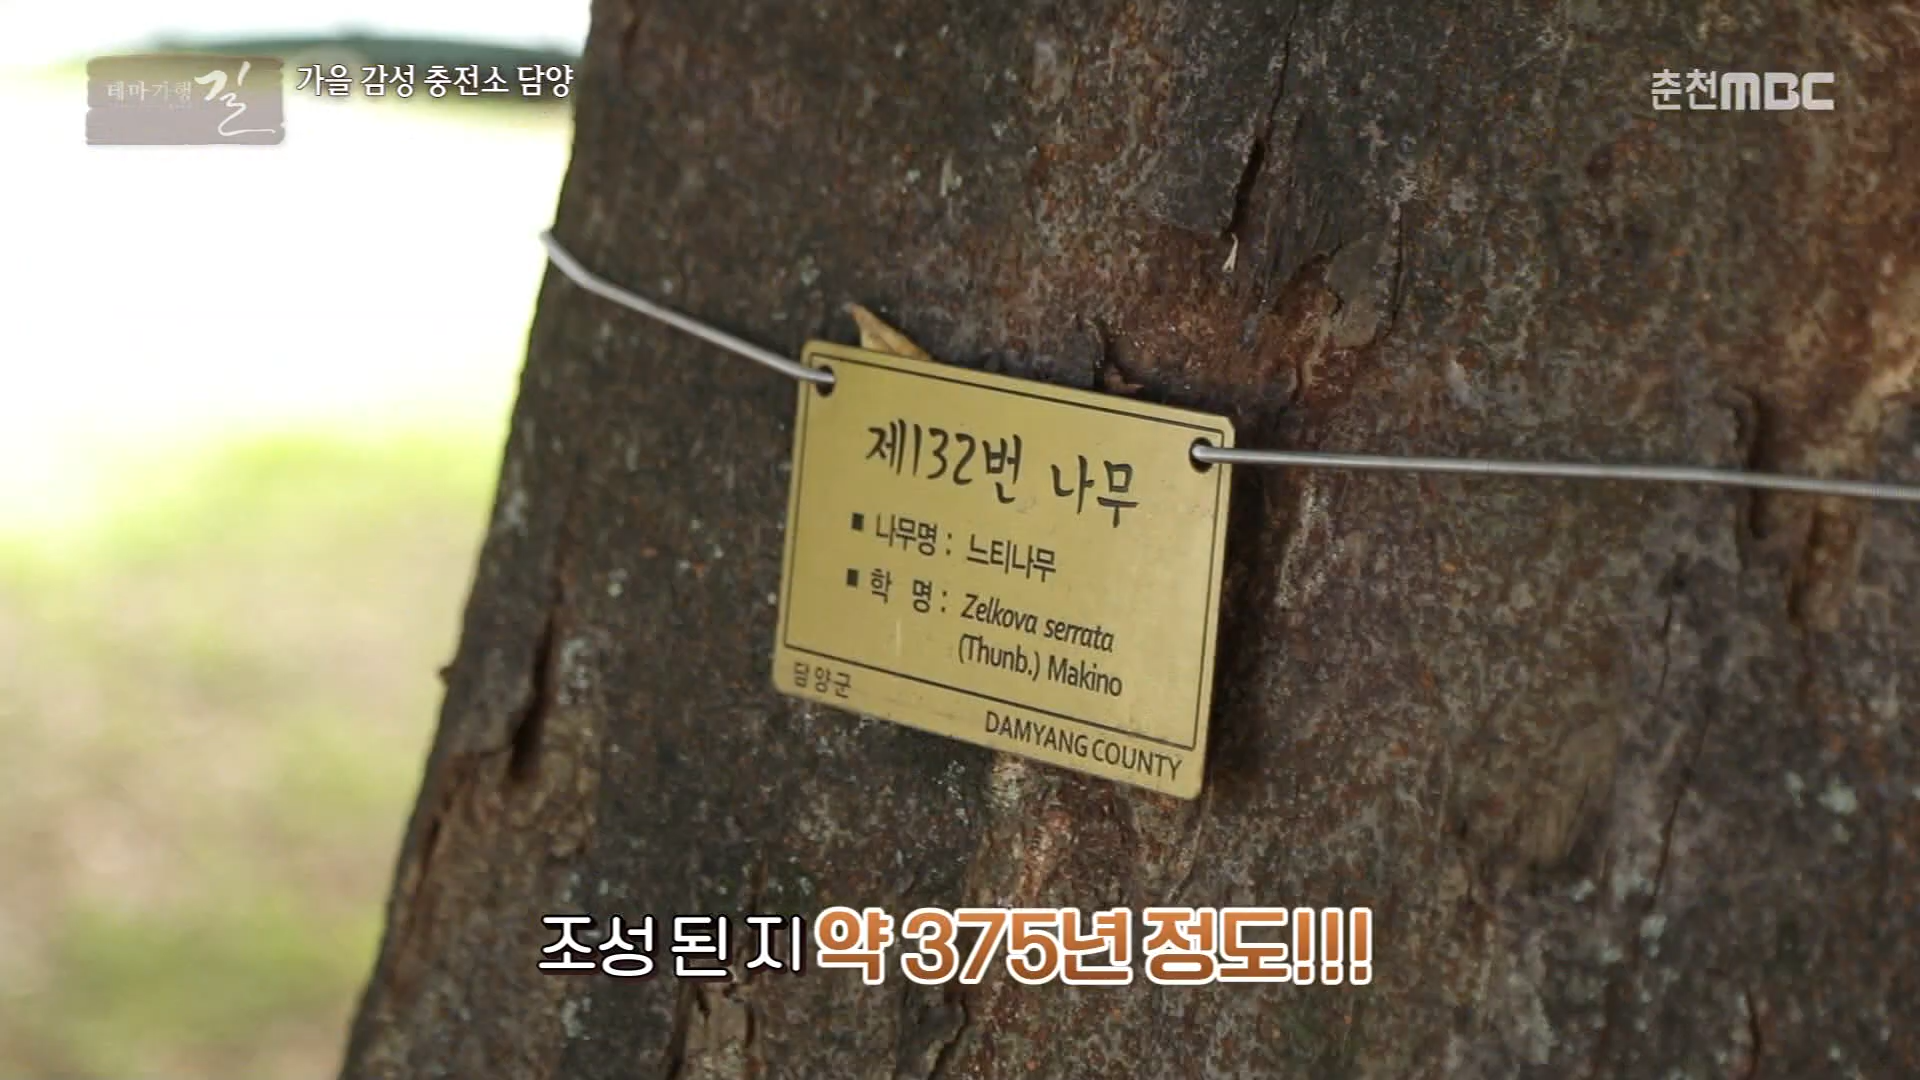 테마기행 길
가을 감성 충전소 담양
춘천MBC
제132번 나무
■ 나무명 : 느티나무
■ 학 명 : Zelkova serrata
(Thunb.) Makino
담양군
DAMYANG COUNTY
조성 된 지 약 375년 정도!!!